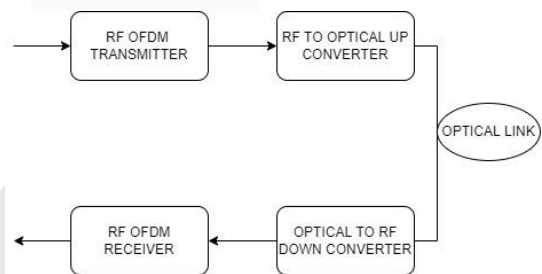 RF OFDM
TRANSMITTER
RF TO OPTICAL UP
CONVERTER
OPTICAL LINK
RF OFDM
RECEIVER
OPTICAL TO RF
DOWN CONVERTER